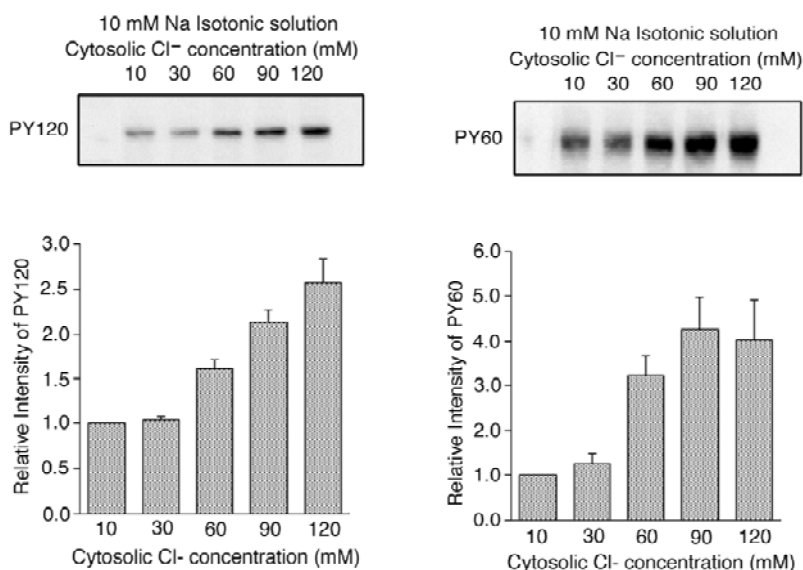 10 mM Na Isotonic solution
Cytosolic Cl⁻ concentration (mM)
10 30 60 90 120
PY120
3.0
2.5
2.0
1.5
1.0
0.5
0.0
Relative Intensity of PY120
10 30 60 90 120
Cytosolic Cl- concentration (mM)
10 mM Na Isotonic solution
Cytosolic Cl⁻ concentration (mM)
10 30 60 90 120
PY60
6.0
5.0
4.0
3.0
2.0
1.0
0.0
Relative Intensity of PY60
10 30 60 90 120
Cytosolic Cl- concentration (mM)